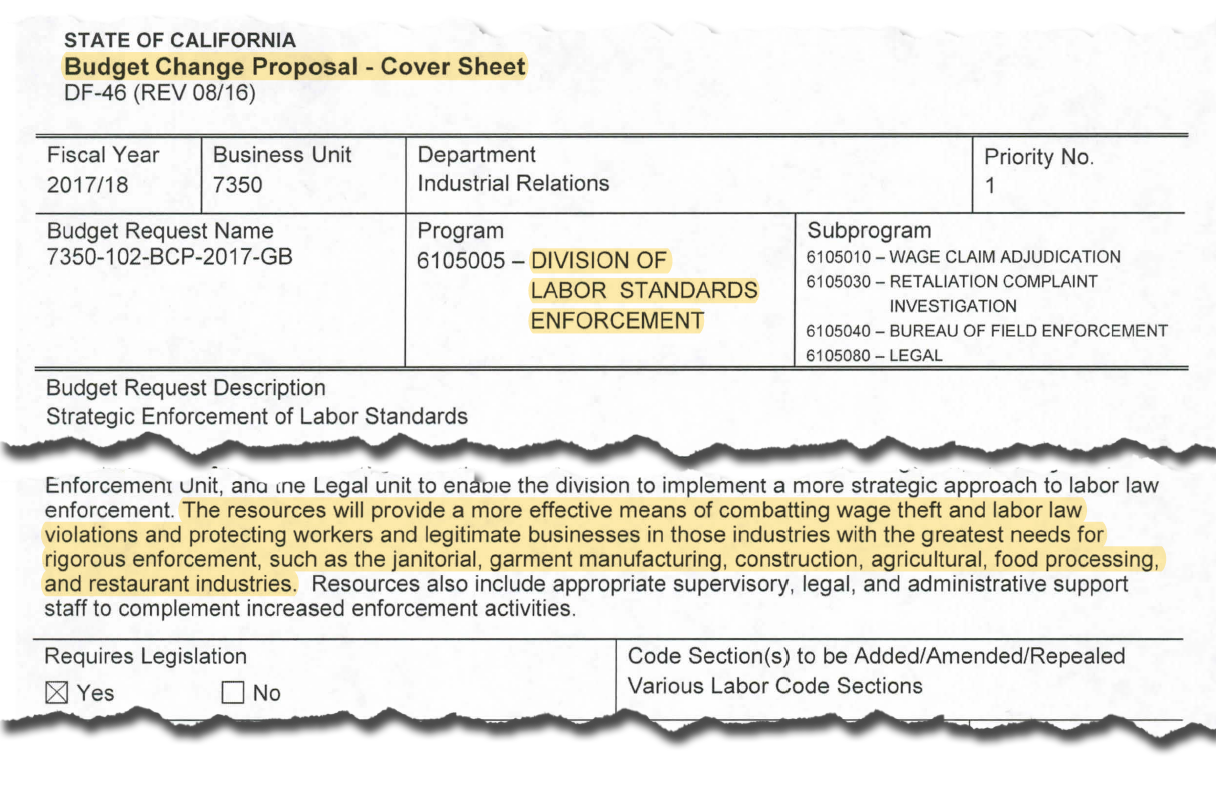 STATE OF CALIFORNIA
Budget Change Proposal - Cover Sheet
DF-46 (REV 08/16)
Fiscal Year
2017/18
Business Unit
7350
Department
Industrial Relations
Priority No.
1
Budget Request Name
7350-102-BCP-2017-GB
Program
6105005 – DIVISION OF
LABOR STANDARDS
ENFORCEMENT
Subprogram
6105010 – WAGE CLAIM ADJUDICATION
6105030 – RETALIATION COMPLAINT
INVESTIGATION
6105040 – BUREAU OF FIELD ENFORCEMENT
6105080 – LEGAL
Budget Request Description
Strategic Enforcement of Labor Standards
Enforcement Unit, and the Legal unit to enable the division to implement a more strategic approach to labor law
enforcement. The resources will provide a more effective means of combatting wage theft and labor law
violations and protecting workers and legitimate businesses in those industries with the greatest needs for
rigorous enforcement, such as the janitorial, garment manufacturing, construction, agricultural, food processing,
and restaurant industries. Resources also include appropriate supervisory, legal, and administrative support
staff to complement increased enforcement activities.
Requires Legislation
Yes No
Code Section(s) to be Added/Amended/Repealed
Various Labor Code Sections